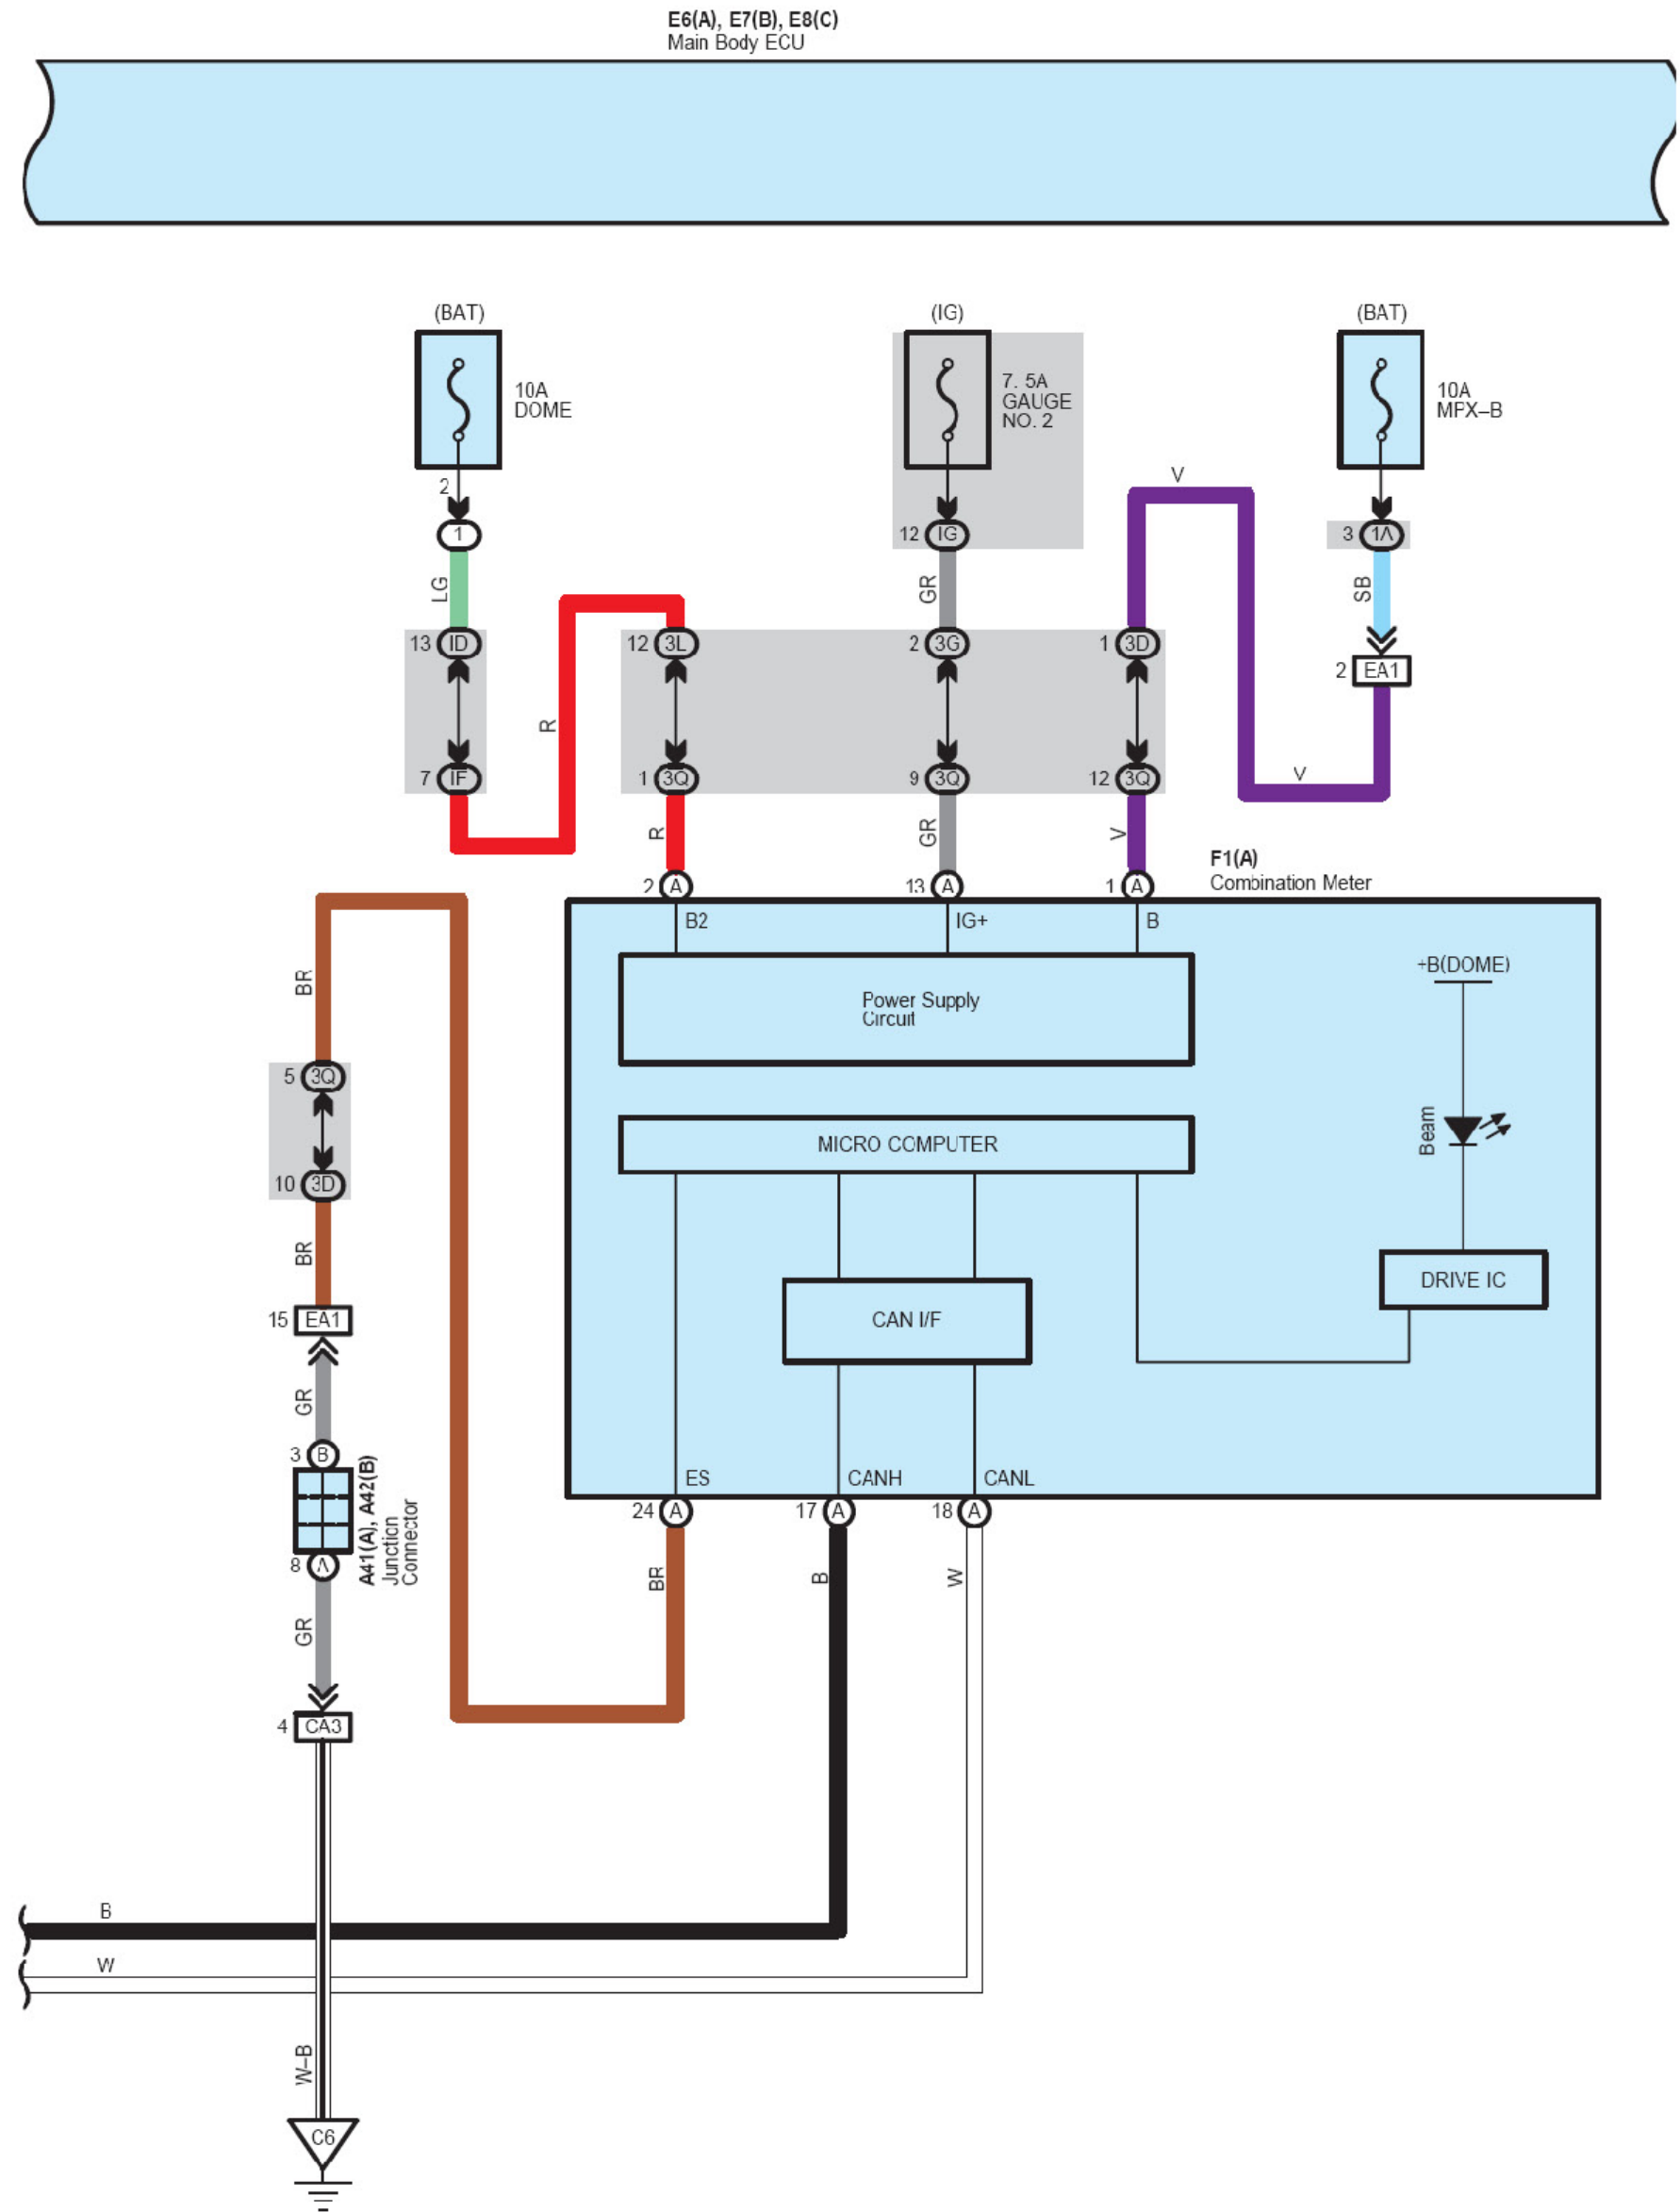 E6(A), E7(B), E8(C)
Main Body ECU
(BAT)
(IG)
(BAT)
10A
DOME
7. 5A
GAUGE
NO. 2
10A
MPX–B
2
1
12 IG
V
3 1A
LG
GR
SB
13 ID
12 3L
2 3G
1 3D
2 EA1
R
V
7 IF
1 3Q
9 3Q
12 3Q
R
GR
V
F1(A)
Combination Meter
2 A
13 A
1 A
B2
IG+
B
+B(DOME)
BR
Power Supply
Circuit
5 3Q
Beam
MICRO COMPUTER
10 3D
BR
DRIVE IC
15 EA1
CAN I/F
GR
3 B
A41(A), A42(B)
Junction
Connector
ES
CANH
CANL
24 A
17 A
18 A
8 A
BR
B
W
GR
4 CA3
B
W
W–B
C6